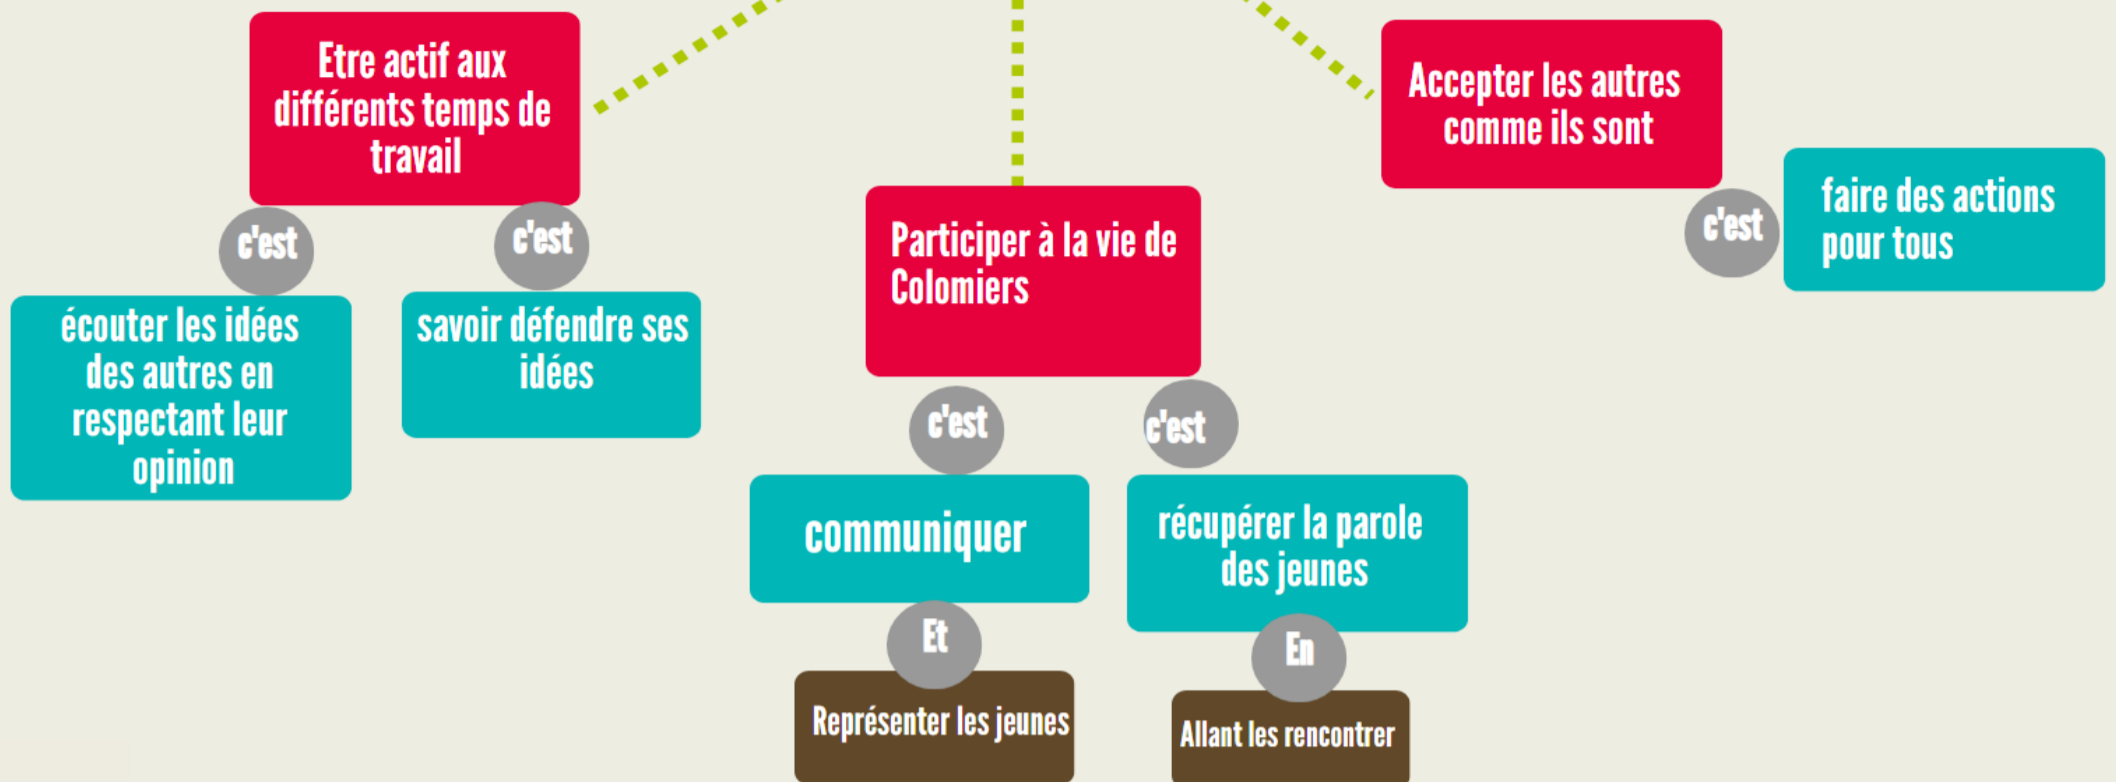 Etre actif aux
différents temps de
travail
c'est
écouter les idées
des autres en
respectant leur
opinion
c'est
savoir défendre ses
idées
Participer à la vie de
Colomiers
c'est
communiquer
Et
Représenter les jeunes
c'est
récupérer la parole
des jeunes
En
Allant les rencontrer
Accepter les autres
comme ils sont
c'est
faire des actions
pour tous